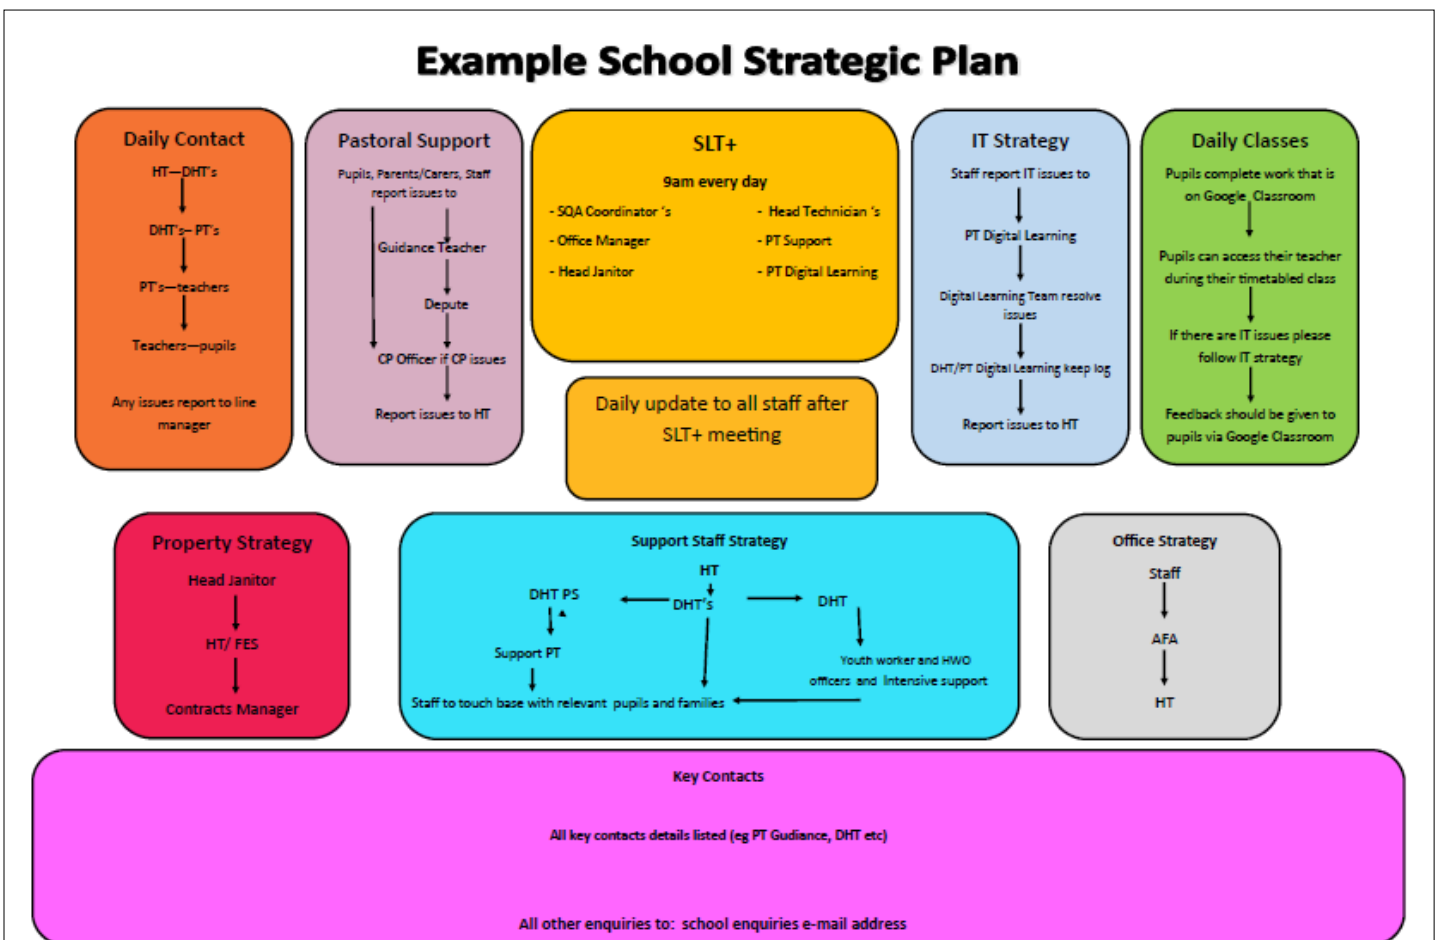 Example School Strategic Plan
Daily Contact
HT—DHT's
DHT's– PT's
PT's—teachers
Teachers—pupils
Any issues report to line
manager
Pastoral Support
Pupils, Parents/Carers, Staff
report issues to
Guidance Teacher
Depute
CP Officer if CP issues
Report issues to HT
SLT+
9am every day
- SQA Coordinator 's
- Office Manager
- Head Janitor
- Head Technician 's
- PT Support
- PT Digital Learning
Daily update to all staff after
SLT+ meeting
IT Strategy
Staff report IT issues to
PT Digital Learning
Digital Learning Team resolve
issues
DHT/PT Digital Learning keep log
Report issues to HT
Daily Classes
Pupils complete work that is
on Google Classroom
Pupils can access their teacher
during their timetabled class
If there are IT issues please
follow IT strategy
Feedback should be given to
pupils via Google Classroom
Property Strategy
Head Janitor
HT/ FES
Contracts Manager
Support Staff Strategy
HT
DHT PS
DHT's
DHT
Support PT
Youth worker and HWO
officers and Intensive support
Staff to touch base with relevant pupils and families
Office Strategy
Staff
AFA
HT
Key Contacts
All key contacts details listed (eg PT Gudiance, DHT etc)
All other enquiries to: school enquiries e-mail address